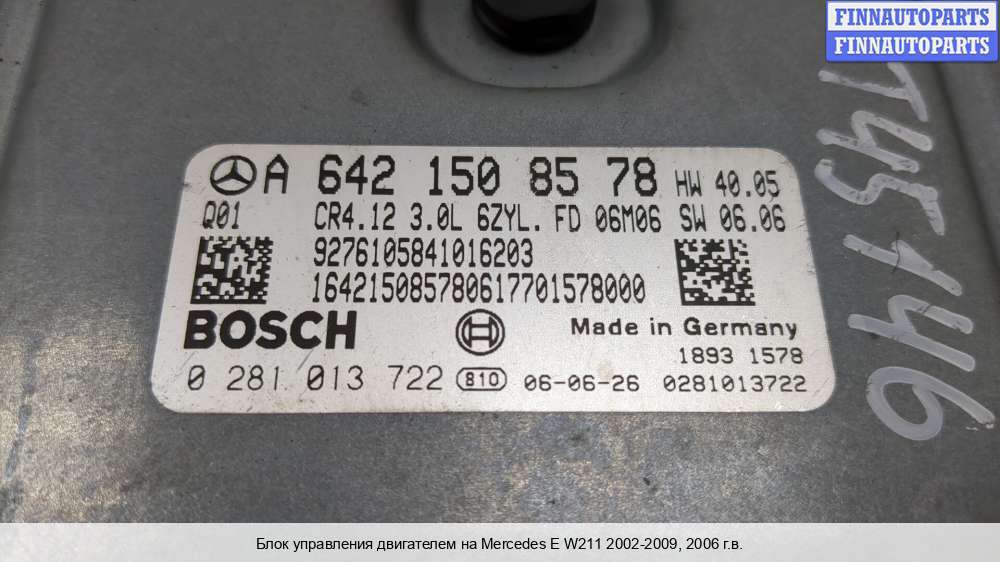 FINNAUTOPARTS
FINNAUTOPARTS
T45146
A 642 150 85 78 HW 40.05
Q01 CR4.12 3.0L 6ZYL. FD 06M06 SW 06.06
9276105841016203
164215085780617701578000
BOSCH Made in Germany
1893 1578
0 281 013 722 810 06-06-26 0281013722
Блок управления двигателем на Mercedes E W211 2002-2009, 2006 г.в.